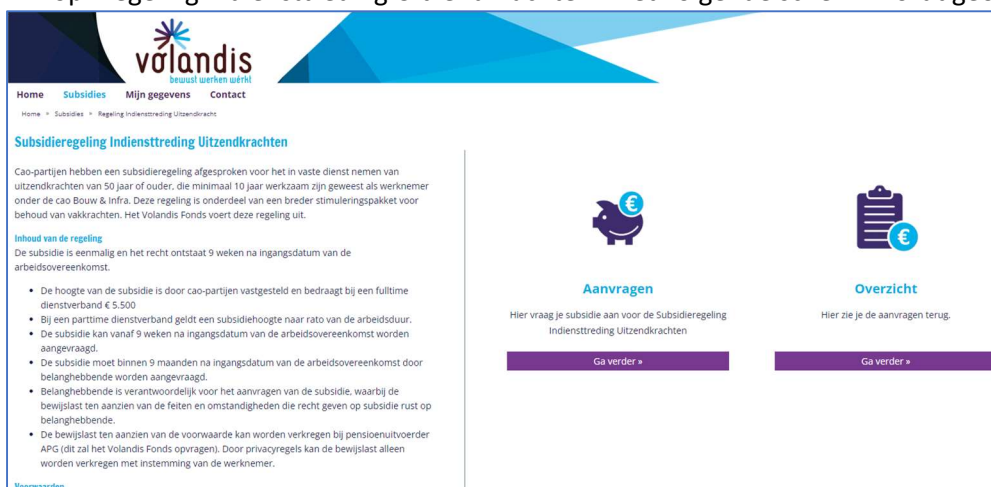 volandis
bewust werken werkt
Home Subsidies Mijn gegevens Contact
Home » Subsidies » Regeling Indiensttreding Uitzendkracht
Subsidieregeling Indiensttreding Uitzendkrachten
Cao-partijen hebben een subsidieregeling afgesproken voor het in vaste dienst nemen van
uitzendkrachten van 50 jaar of ouder, die minimaal 10 jaar werkzaam zijn geweest als werknemer
onder de cao Bouw & Infra. Deze regeling is onderdeel van een breder stimuleringspakket voor
behoud van vakkrachten. Het Volandis Fonds voert deze regeling uit.
Inhoud van de regeling
De subsidie is eenmalig en het recht ontstaat 9 weken na ingangsdatum van de
arbeidsovereenkomst.
• De hoogte van de subsidie is door cao-partijen vastgesteld en bedraagt bij een fulltime
dienstverband € 5.500
• Bij een parttime dienstverband geldt een subsidiehoogte naar rato van de arbeidsduur.
• De subsidie kan vanaf 9 weken na ingangsdatum van de arbeidsovereenkomst worden
aangevraagd.
• De subsidie moet binnen 9 maanden na ingangsdatum van de arbeidsovereenkomst door
belanghebbende worden aangevraagd.
• Belanghebbende is verantwoordelijk voor het aanvragen van de subsidie, waarbij de
bewijslast ten aanzien van de feiten en omstandigheden die recht geven op subsidie rust op
belanghebbende.
• De bewijslast ten aanzien van de voorwaarde kan worden verkregen bij pensioenuitvoerder
APG (dit zal het Volandis Fonds opvragen). Door privacyregels kan de bewijslast alleen
worden verkregen met instemming van de werknemer.
Voorwaarden
€
Aanvragen
Hier vraag je subsidie aan voor de Subsidieregeling
Indiensttreding Uitzendkrachten
Ga verder »
€
Overzicht
Hier zie je de aanvragen terug.
Ga verder »